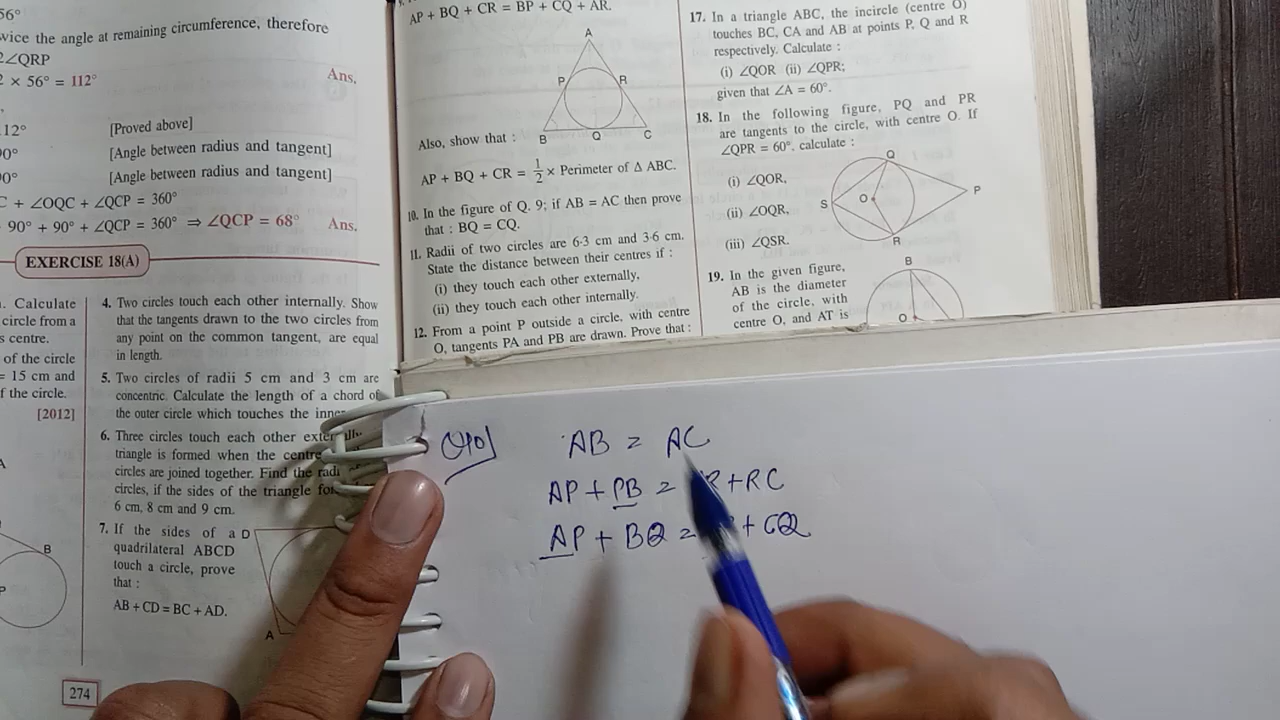 56°
wice the angle at remaining circumference, therefore
2∠QRP
2 × 56° = 112°
Ans.
112° [Proved above]
90° [Angle between radius and tangent]
90° [Angle between radius and tangent]
C + ∠OQC + ∠QCP = 360°
90° + 90° + ∠QCP = 360° ⇒ ∠QCP = 68° Ans.
EXERCISE 18(A)
. Calculate
circle from a
s centre.
of the circle
= 15 cm and
f the circle.
[2012]
A
B
P
4. Two circles touch each other internally. Show
that the tangents drawn to the two circles from
any point on the common tangent, are equal
in length.
5. Two circles of radii 5 cm and 3 cm are
concentric. Calculate the length of a chord of
the outer circle which touches the inne
6. Three circles touch each other exte
triangle is formed when the centre
circles are joined together. Find the radi
circles, if the sides of the triangle fo
6 cm, 8 cm and 9 cm.
7. If the sides of a
quadrilateral ABCD
touch a circle, prove
that :
AB + CD = BC + AD.
D
A
274
AP + BQ + CR = BP + CQ + AR.
A
P R
B Q C
Also, show that :
AP + BQ + CR = 1/2 × Perimeter of Δ ABC.
10. In the figure of Q. 9; if AB = AC then prove
that : BQ = CQ.
11. Radii of two circles are 6·3 cm and 3·6 cm.
State the distance between their centres if :
(i) they touch each other externally,
(ii) they touch each other internally.
12. From a point P outside a circle, with centre
O, tangents PA and PB are drawn. Prove that :
17. In a triangle ABC, the incircle (centre O)
touches BC, CA and AB at points P, Q and R
respectively. Calculate :
(i) ∠QOR (ii) ∠QPR;
given that ∠A = 60°.
18. In the following figure, PQ and PR
are tangents to the circle, with centre O. If
∠QPR = 60°, calculate :
(i) ∠QOR,
(ii) ∠OQR,
(iii) ∠QSR.
Q
S O P
R
19. In the given figure,
AB is the diameter
of the circle, with
centre O, and AT is
B
O
Q10] AB = AC
AP + PB = R + RC
AP + BQ = + CQ